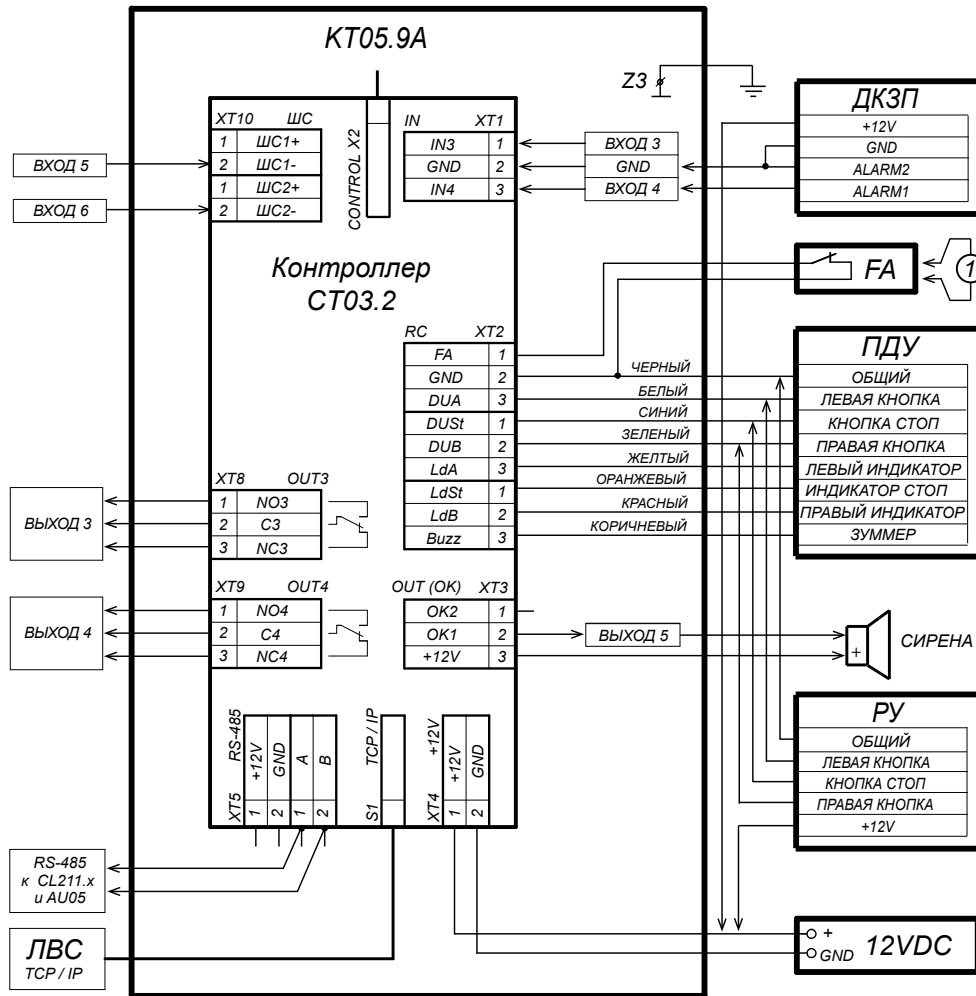 KT05.9A
Z3
XT10 ШС
1 ШС1+
2 ШС1-
1 ШС2+
2 ШС2-
CONTROL X2
IN XT1
IN3 1
GND 2
IN4 3
ВХОД 5
ВХОД 6
ВХОД 3
GND
ВХОД 4
ДКЗП
+12V
GND
ALARM2
ALARM1
Контроллер
CT03.2
FA
1
RC XT2
FA 1
GND 2
DUA 3
DUSt 1
DUB 2
LdA 3
LdSt 1
LdB 2
Buzz 3
ЧЕРНЫЙ
БЕЛЫЙ
СИНИЙ
ЗЕЛЕНЫЙ
ЖЕЛТЫЙ
ОРАНЖЕВЫЙ
КРАСНЫЙ
КОРИЧНЕВЫЙ
ПДУ
ОБЩИЙ
ЛЕВАЯ КНОПКА
КНОПКА СТОП
ПРАВАЯ КНОПКА
ЛЕВЫЙ ИНДИКАТОР
ИНДИКАТОР СТОП
ПРАВЫЙ ИНДИКАТОР
ЗУММЕР
ВЫХОД 3
XT8 OUT3
1 NO3
2 C3
3 NC3
ВЫХОД 4
XT9 OUT4
1 NO4
2 C4
3 NC4
OUT (OK) XT3
OK2 1
OK1 2
+12V 3
ВЫХОД 5
+
СИРЕНА
РУ
ОБЩИЙ
ЛЕВАЯ КНОПКА
КНОПКА СТОП
ПРАВАЯ КНОПКА
+12V
XT5 RS-485
1 +12V
2 GND
1 A
2 B
S1 TCP / IP
XT4 +12V
1 +12V
2 GND
RS-485
к CL211.x
и AU05
ЛВС
TCP / IP
+
GND
12VDC